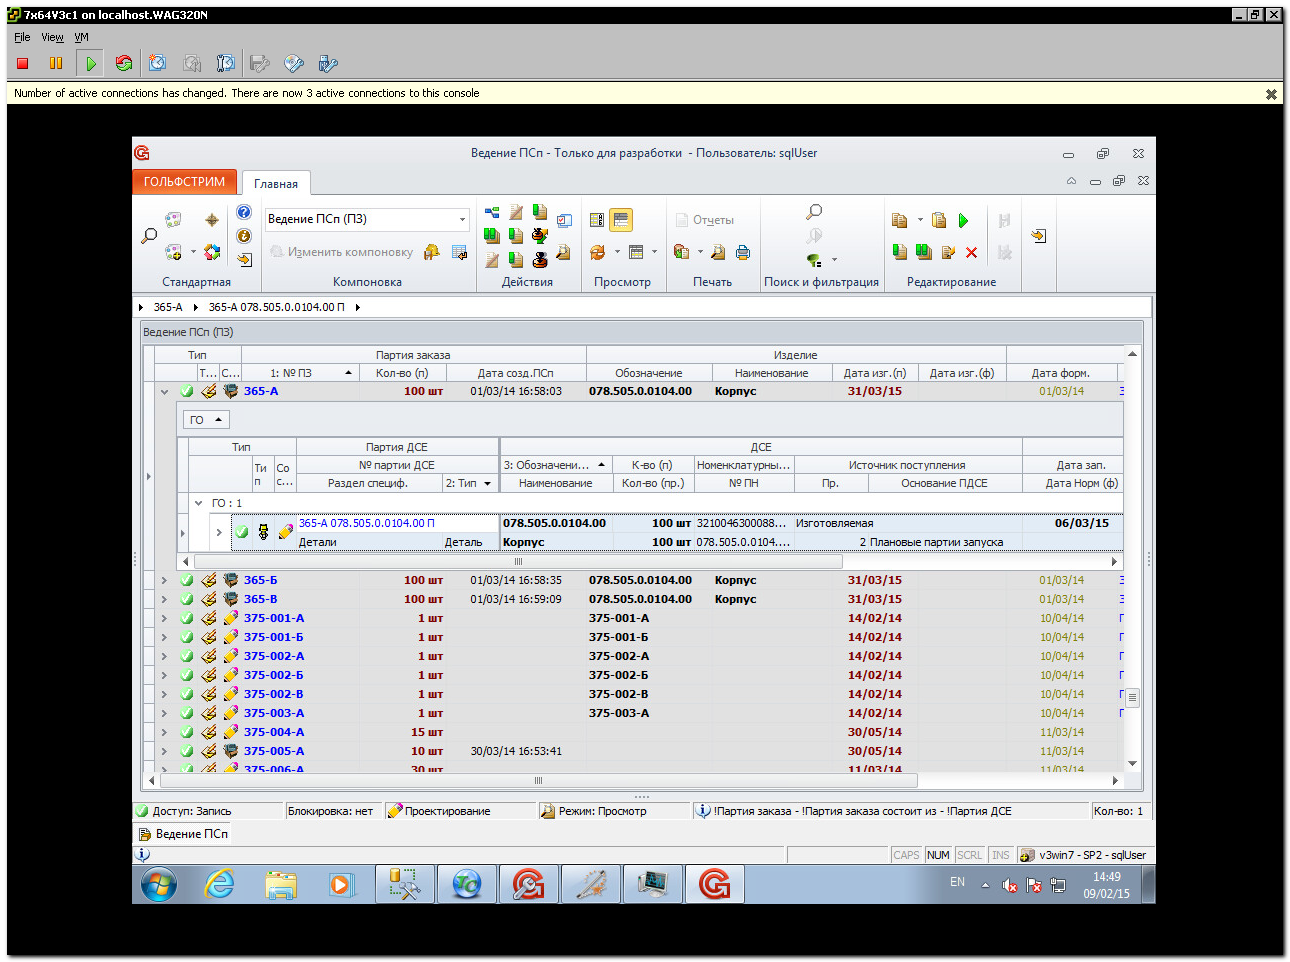 7x64V3c1 on localhost.WAG320N
File View VM
Number of active connections has changed. There are now 3 active connections to this console
Ведение ПСп - Только для разработки - Пользователь: sqlUser
ГОЛЬФСТРИМ Главная
Ведение ПСп (ПЗ)
Изменить компоновку
Отчеты
Стандартная Компоновка Действия Просмотр Печать Поиск и фильтрация Редактирование
365-А 365-А 078.505.0.0104.00 П
Ведение ПСп (ПЗ)
Тип Партия заказа Изделие
Т... С... 1: № ПЗ Кол-во (п) Дата созд.ПСп Обозначение Наименование Дата изг.(п) Дата изг.(ф) Дата форм.
365-А 100 шт 01/03/14 16:58:03 078.505.0.0104.00 Корпус 31/03/15 01/03/14
ГО
Тип Партия ДСЕ ДСЕ
Ти п Со с... № партии ДСЕ 3: Обозначени... К-во (п) Номенклатурны... Источник поступления Дата зап.
Раздел специф. 2: Тип Наименование Кол-во (пр.) № ПН Пр. Основание ПДСЕ Дата Норм (ф)
ГО : 1
365-А 078.505.0.0104.00 П 078.505.0.0104.00 100 шт 3210046300088... Изготовляемая 06/03/15
Детали Деталь Корпус 100 шт 078.505.0.0104.... 2 Плановые партии запуска
365-Б 100 шт 01/03/14 16:58:35 078.505.0.0104.00 Корпус 31/03/15 01/03/14
365-В 100 шт 01/03/14 16:59:09 078.505.0.0104.00 Корпус 31/03/15 01/03/14
375-001-А 1 шт 375-001-А 14/02/14 10/04/14
375-001-Б 1 шт 375-001-Б 14/02/14 10/04/14
375-002-А 1 шт 375-002-А 14/02/14 10/04/14
375-002-Б 1 шт 375-002-Б 14/02/14 10/04/14
375-002-В 1 шт 375-002-В 14/02/14 10/04/14
375-003-А 1 шт 375-003-А 14/02/14 10/04/14
375-004-А 15 шт 30/05/14 11/03/14
375-005-А 10 шт 30/03/14 16:53:41 30/05/14 11/03/14
375-006-А 30 шт 11/03/14 11/03/14
Доступ: Запись Блокировка: нет Проектирование Режим: Просмотр !Партия заказа - !Партия заказа состоит из - !Партия ДСЕ Кол-во: 1
Ведение ПСп
CAPS NUM SCRL INS v3win7 - SP2 - sqlUser
EN 14:49
09/02/15